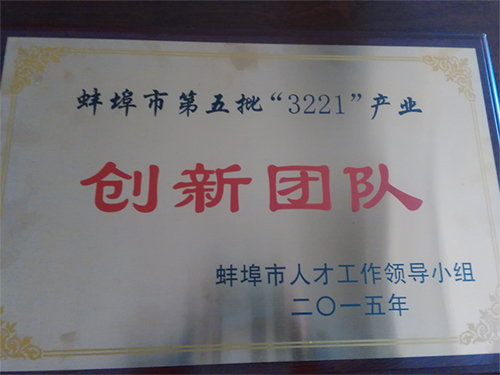 蚌埠市第五批“3221”产业
创新团队
蚌埠市人才工作领导小组
二〇一五年